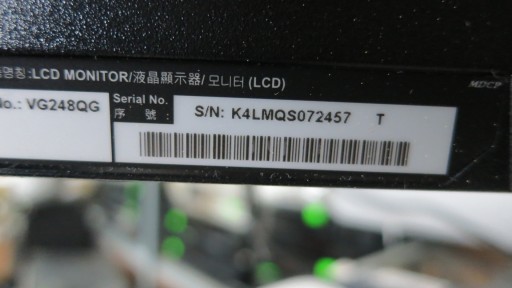 명칭:LCD MONITOR/液晶顯示器/ 모니터 (LCD)
MDCP
No.: VG248QG
Serial No.
序 號:
S/N: K4LMQS072457 T